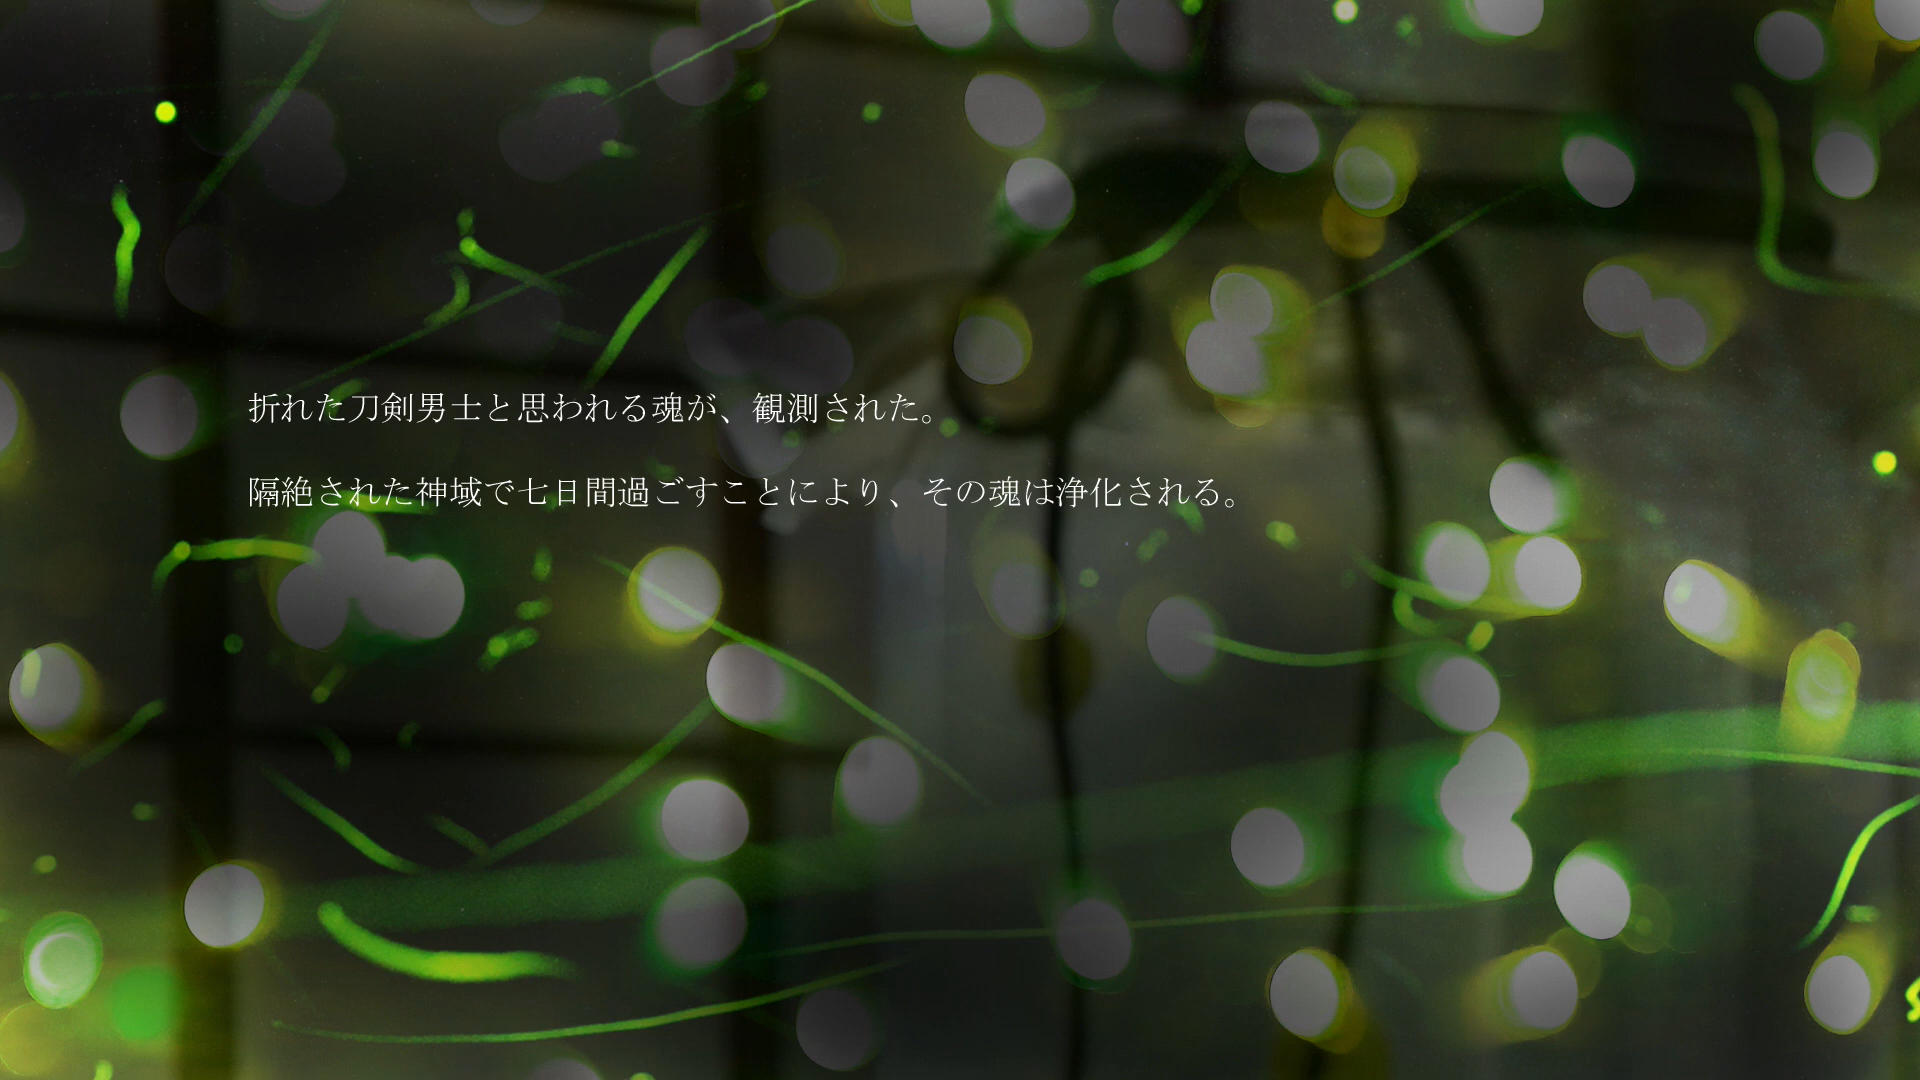 折れた刀剣男士と思われる魂が、観測された。
隔絶された神域で七日間過ごすことにより、その魂は浄化される。